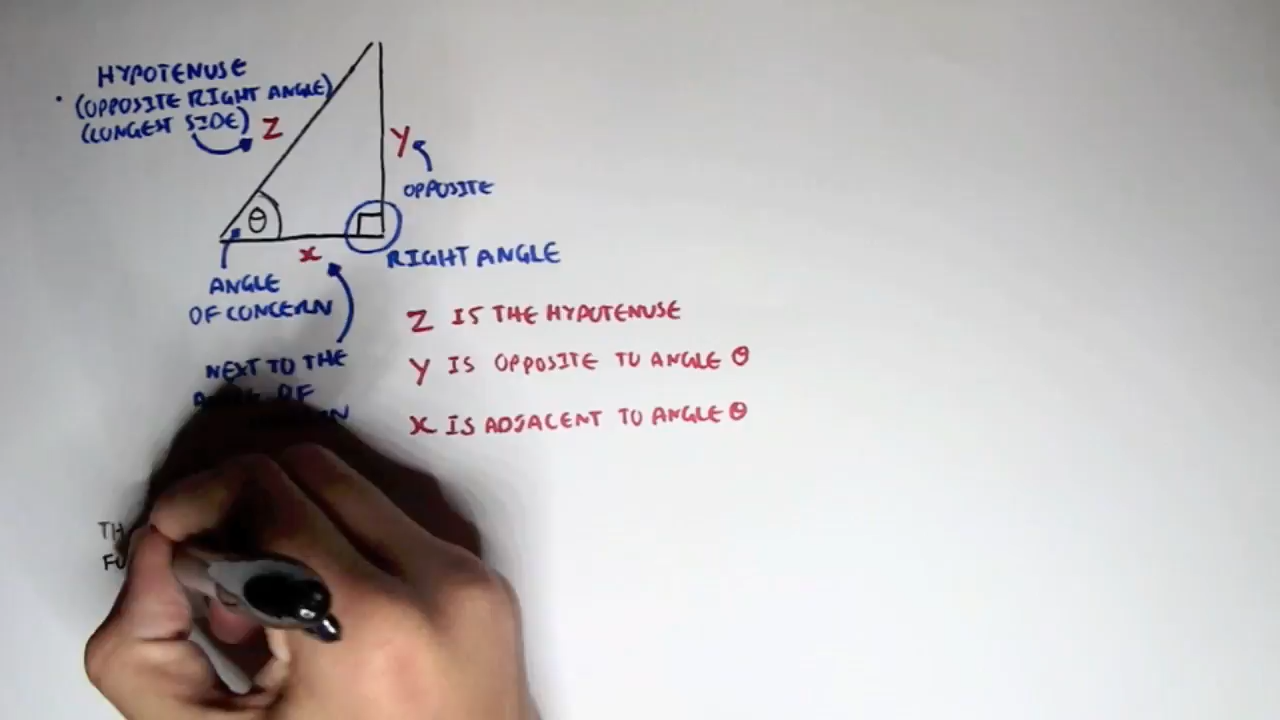 HYPOTENUSE
(OPPOSITE RIGHT ANGLE)
(LONGEST SIDE)
Z
Y
OPPOSITE
θ
x
RIGHT ANGLE
ANGLE
OF CONCERN
Z IS THE HYPOTENUSE
NEXT TO THE
Y IS OPPOSITE TO ANGLE θ
OF
x IS ADJACENT TO ANGLE θ